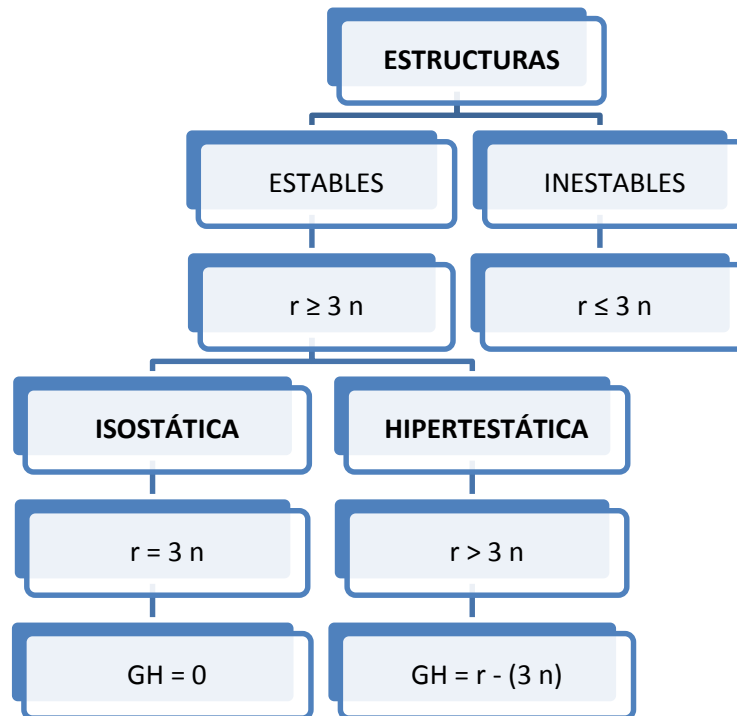 ESTRUCTURAS
ESTABLES
INESTABLES
r ≥ 3 n
r ≤ 3 n
ISOSTÁTICA
HIPERTESTÁTICA
r = 3 n
r > 3 n
GH = 0
GH = r - (3 n)